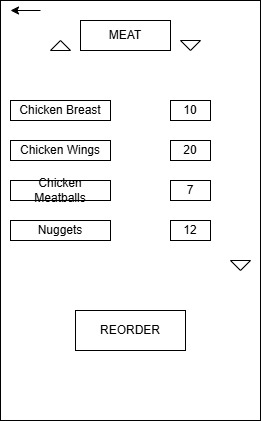 MEAT
Chicken Breast 10
Chicken Wings 20
Chicken
Meatballs 7
Nuggets 12
REORDER